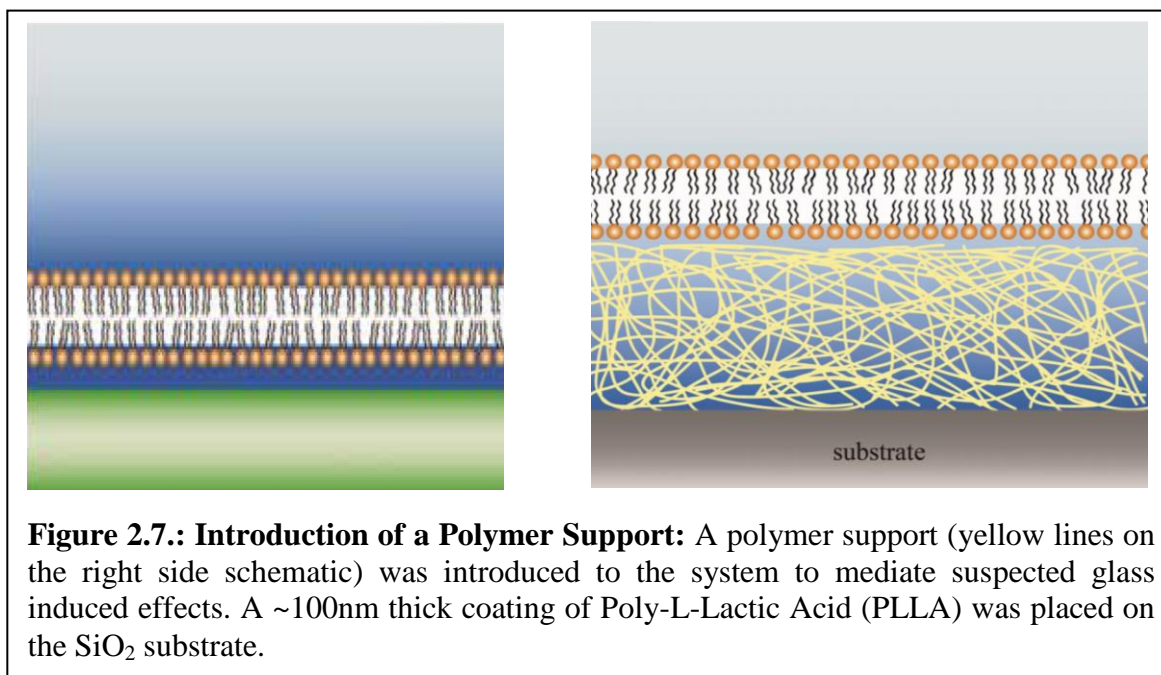 substrate
Figure 2.7.: Introduction of a Polymer Support: A polymer support (yellow lines on
the right side schematic) was introduced to the system to mediate suspected glass
induced effects. A ~100nm thick coating of Poly-L-Lactic Acid (PLLA) was placed on
the SiO₂ substrate.